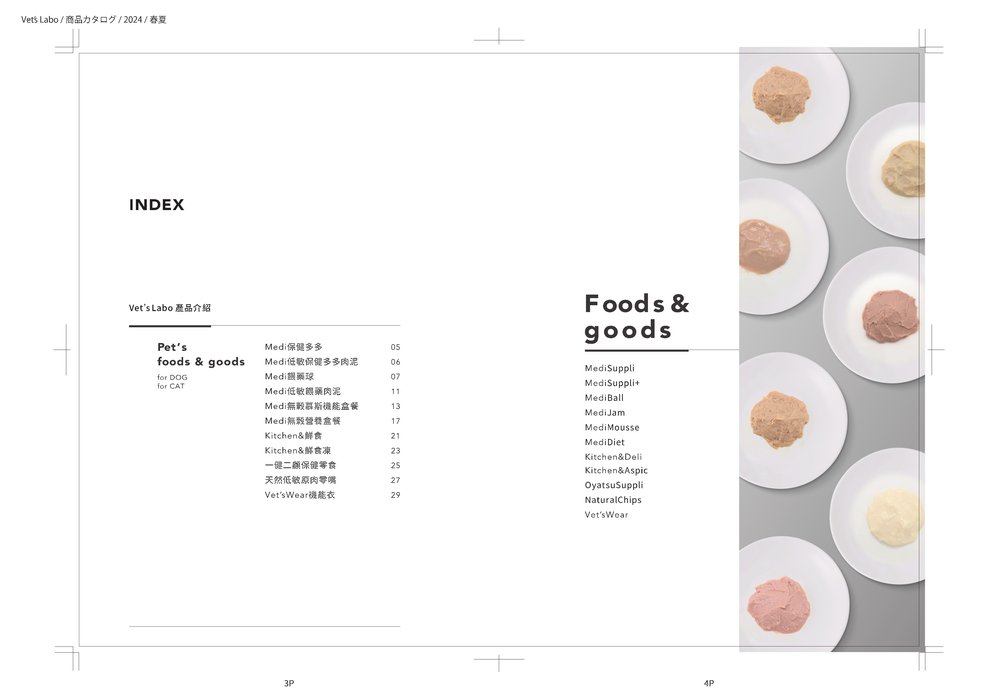 Vet's Labo / 商品カタログ / 2024 / 春夏
INDEX
Vet's Labo 產品介紹
Pet's
foods & goods
for DOG
for CAT
Medi保健多多 05
Medi低敏保健多多肉泥 06
Medi餵藥球 07
Medi低敏餵藥肉泥 11
Medi無穀慕斯機能盒餐 13
Medi無穀營養盒餐 17
Kitchen&鮮食 21
Kitchen&鮮食凍 23
一健二顧保健零食 25
天然低敏原肉零嘴 27
Vet'sWear機能衣 29
3P
Foods &
goods
MediSuppli
MediSuppli+
MediBall
MediJam
MediMousse
MediDiet
Kitchen&Deli
Kitchen&Aspic
OyatsuSuppli
NaturalChips
Vet'sWear
4P